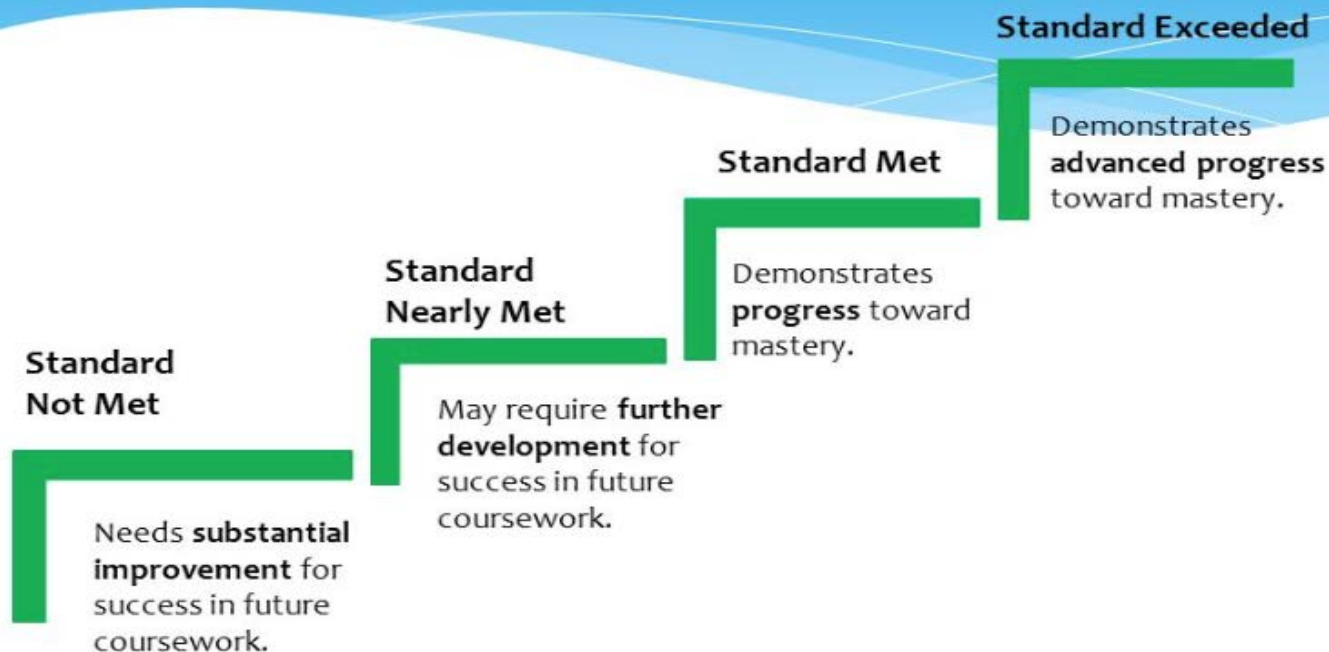 Standard Not Met
Needs substantial
improvement for
success in future
coursework.
Standard
Nearly Met
May require further
development for
success in future
coursework.
Standard Met
Demonstrates
progress toward
mastery.
Standard Exceeded
Demonstrates
advanced progress
toward mastery.